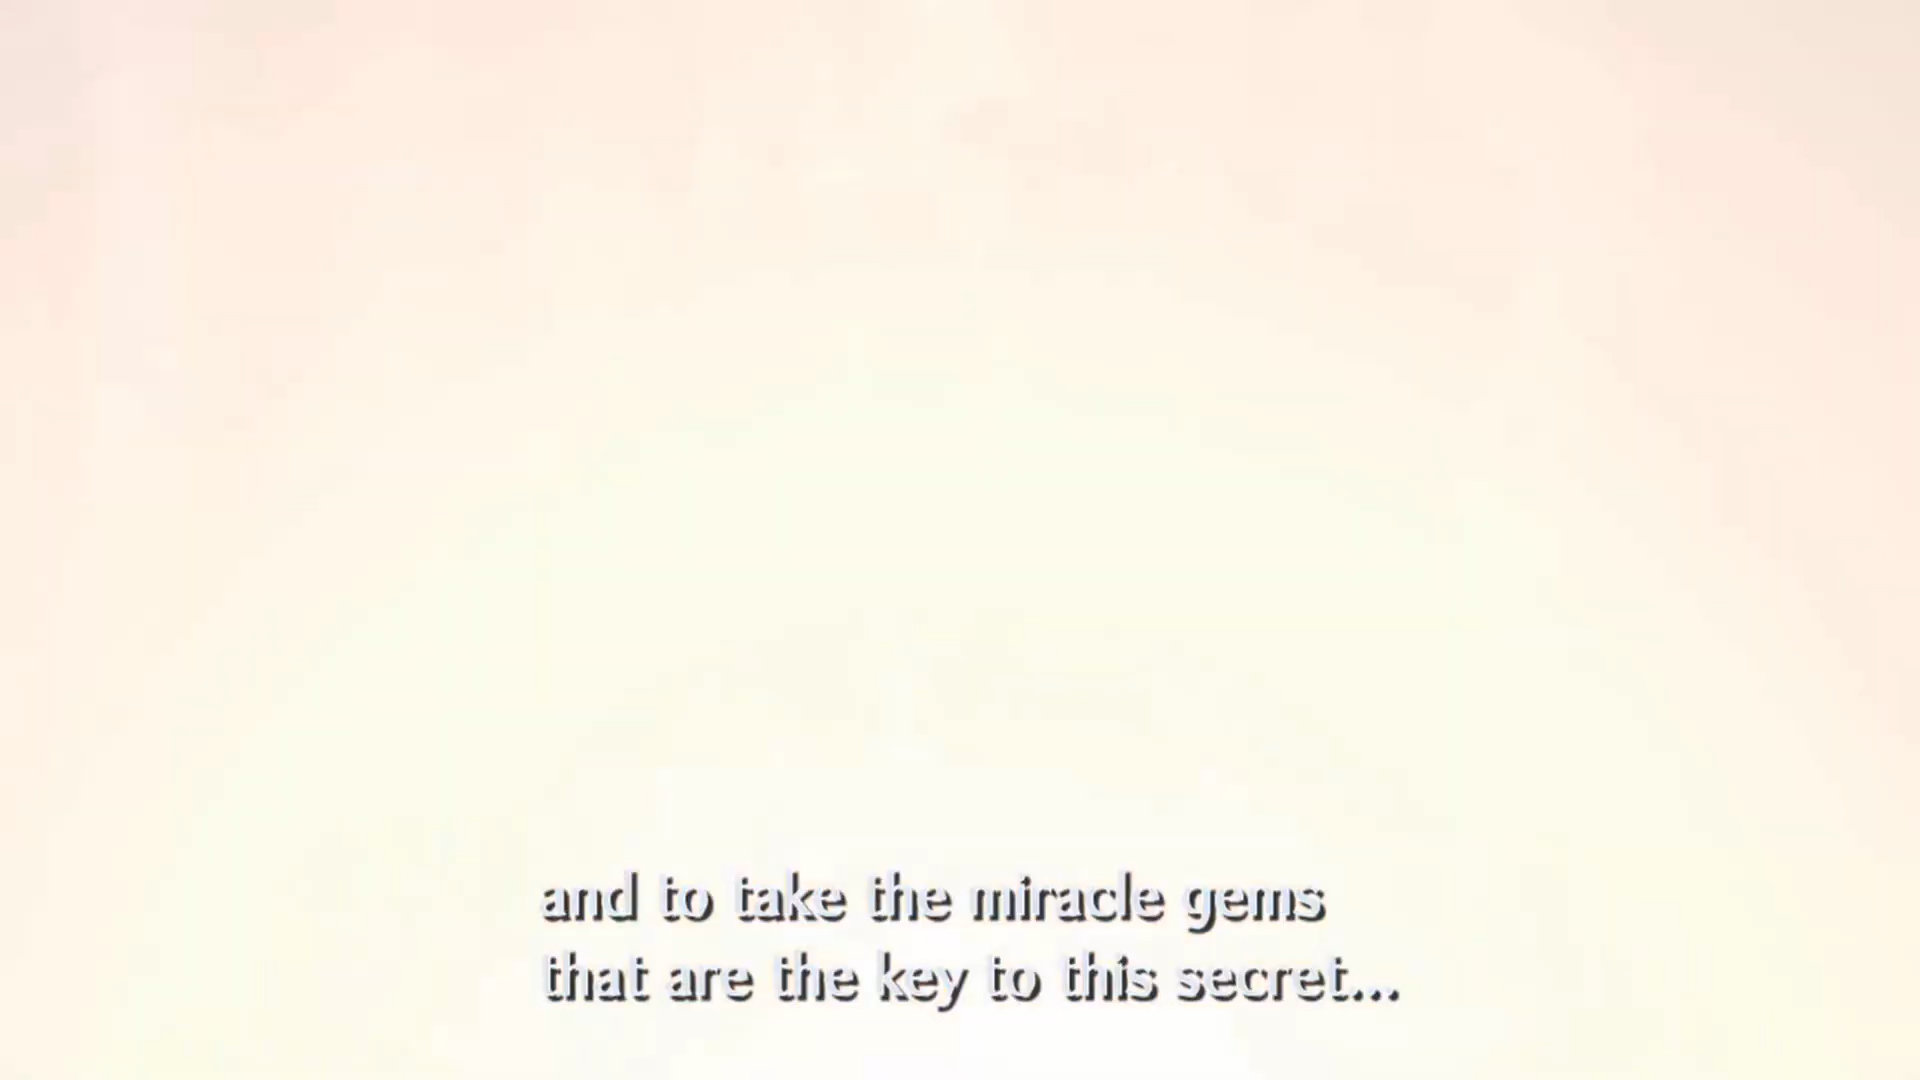 and to take the miracle gems
that are the key to this secret...